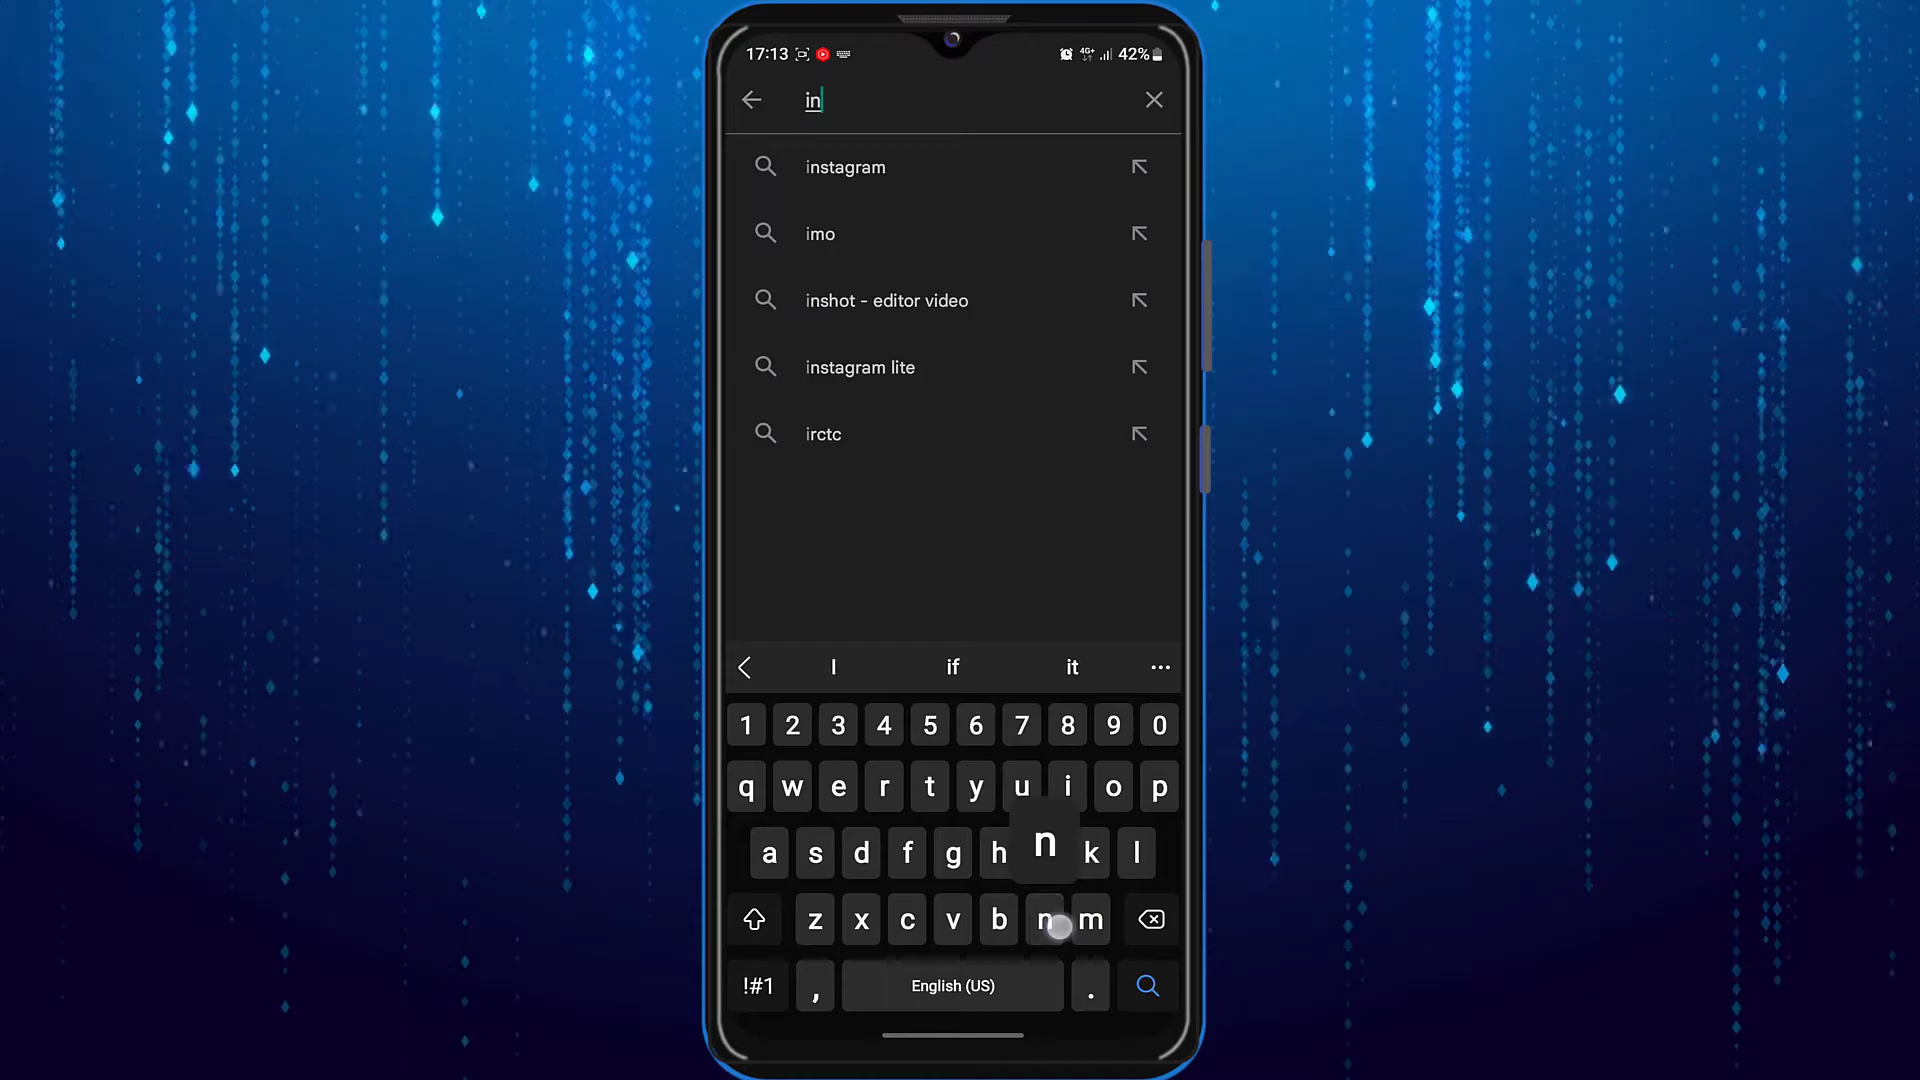 17:13 4G+ 42%
in
instagram
imo
inshot - editor video
instagram lite
irctc
I if it ...
1 2 3 4 5 6 7 8 9 0
q w e r t y u i o p
a s d f g h n k l
z x c v b n m
!#1 , English (US) .